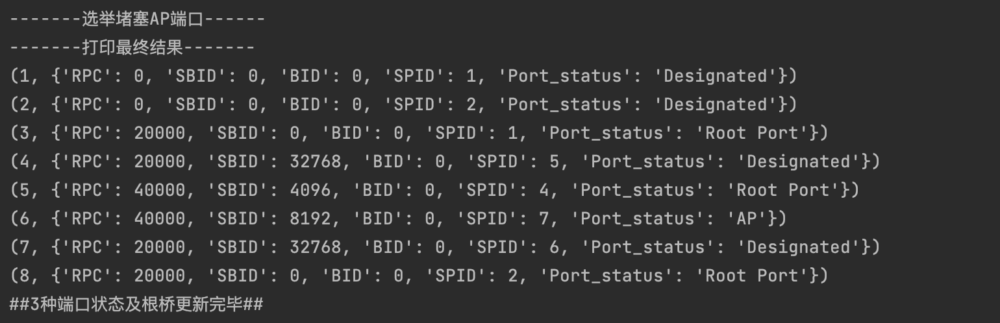 -------选举堵塞AP端口------
-------打印最终结果-------
(1, {'RPC': 0, 'SBID': 0, 'BID': 0, 'SPID': 1, 'Port_status': 'Designated'})
(2, {'RPC': 0, 'SBID': 0, 'BID': 0, 'SPID': 2, 'Port_status': 'Designated'})
(3, {'RPC': 20000, 'SBID': 0, 'BID': 0, 'SPID': 1, 'Port_status': 'Root Port'})
(4, {'RPC': 20000, 'SBID': 32768, 'BID': 0, 'SPID': 5, 'Port_status': 'Designated'})
(5, {'RPC': 40000, 'SBID': 4096, 'BID': 0, 'SPID': 4, 'Port_status': 'Root Port'})
(6, {'RPC': 40000, 'SBID': 8192, 'BID': 0, 'SPID': 7, 'Port_status': 'AP'})
(7, {'RPC': 20000, 'SBID': 32768, 'BID': 0, 'SPID': 6, 'Port_status': 'Designated'})
(8, {'RPC': 20000, 'SBID': 0, 'BID': 0, 'SPID': 2, 'Port_status': 'Root Port'})
##3种端口状态及根桥更新完毕##